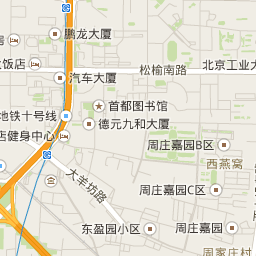 鹏龙大厦
饭店
松榆南路
北京工业大
汽车大厦
首都图书馆
地铁十号线
德元九和大厦
店健身中心
周庄嘉园B区
西燕窝
大羊坊路
周庄嘉园C区
东盈园小区
周庄嘉园
周家庄村